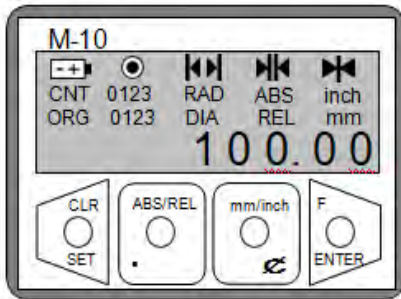 M-10
- +
CNT 0123 RAD ABS inch
ORG 0123 DIA REL mm
100.00
CLR ABS/REL mm/inch F
SET . ENTER